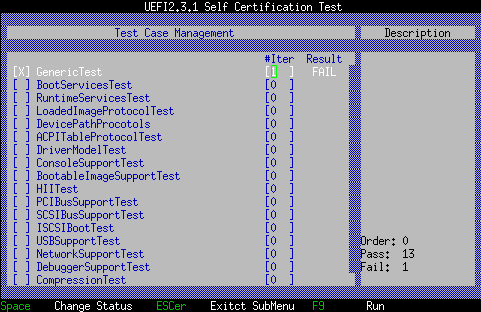 UEFI2.3.1 Self Certification Test
Test Case Management
Description
#Iter Result
[X] GenericTest [1 ] FAIL
[ ] BootServicesTest [0 ]
[ ] RuntimeServicesTest [0 ]
[ ] LoadedImageProtocolTest [0 ]
[ ] DevicePathProcotols [0 ]
[ ] ACPITableProtocolTest [0 ]
[ ] DriverModelTest [0 ]
[ ] ConsoleSupportTest [0 ]
[ ] BootableImageSupportTest [0 ]
[ ] HIITest [0 ]
[ ] PCIBusSupportTest [0 ]
[ ] SCSIBusSupportTest [0 ]
[ ] ISCSIBootTest [0 ]
[ ] USBSupportTest [0 ]
[ ] NetworkSupportTest [0 ]
[ ] DebuggerSupportTest [0 ]
[ ] CompressionTest [0 ]
Order: 0
Pass: 13
Fail: 1
Space Change Status ESCer Exitct SubMenu F9 Run